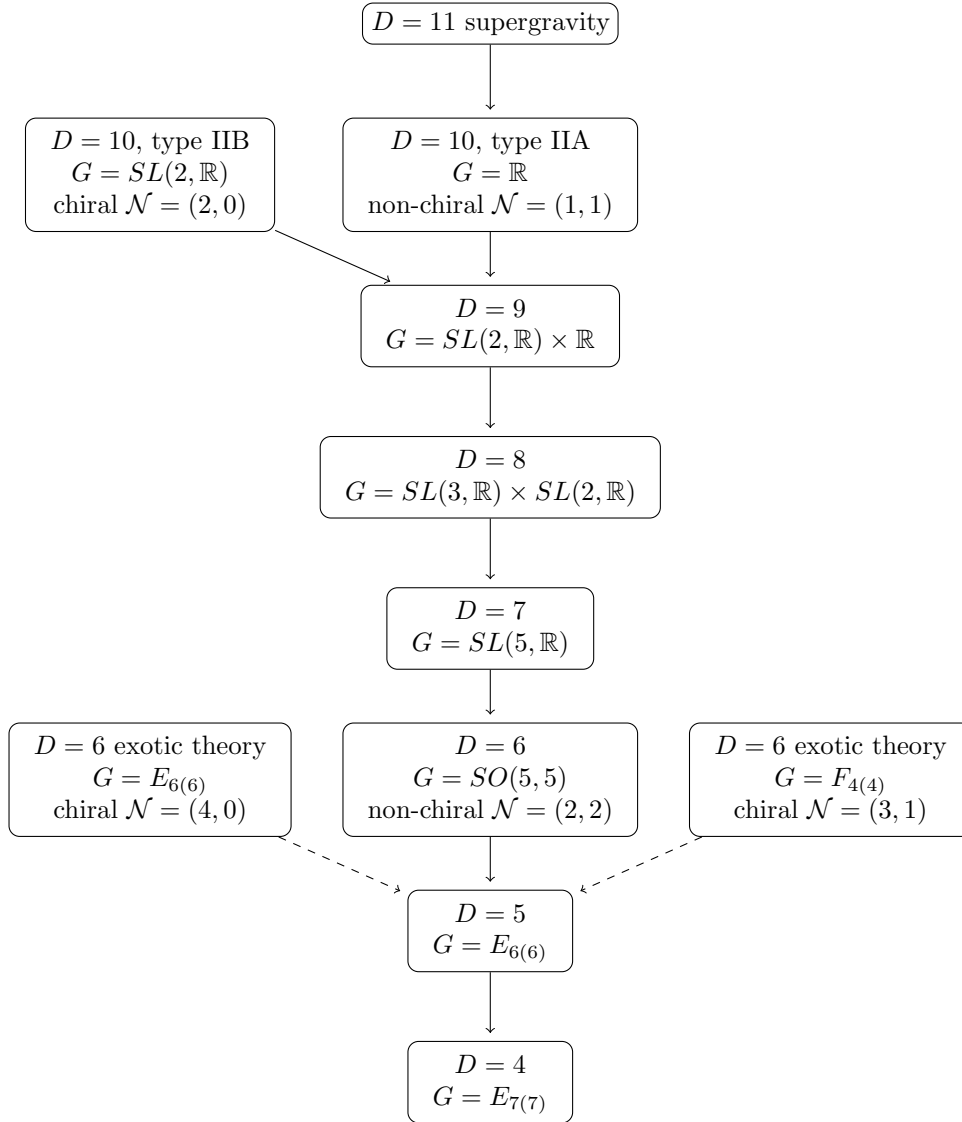 D = 11 supergravity
D = 10, type IIB
G = SL(2, ℝ)
chiral 𝒩 = (2, 0)
D = 10, type IIA
G = ℝ
non-chiral 𝒩 = (1, 1)
D = 9
G = SL(2, ℝ) × ℝ
D = 8
G = SL(3, ℝ) × SL(2, ℝ)
D = 7
G = SL(5, ℝ)
D = 6 exotic theory
G = E₆₍₆₎
chiral 𝒩 = (4, 0)
D = 6
G = SO(5, 5)
non-chiral 𝒩 = (2, 2)
D = 6 exotic theory
G = F₄₍₄₎
chiral 𝒩 = (3, 1)
D = 5
G = E₆₍₆₎
D = 4
G = E₇₍₇₎